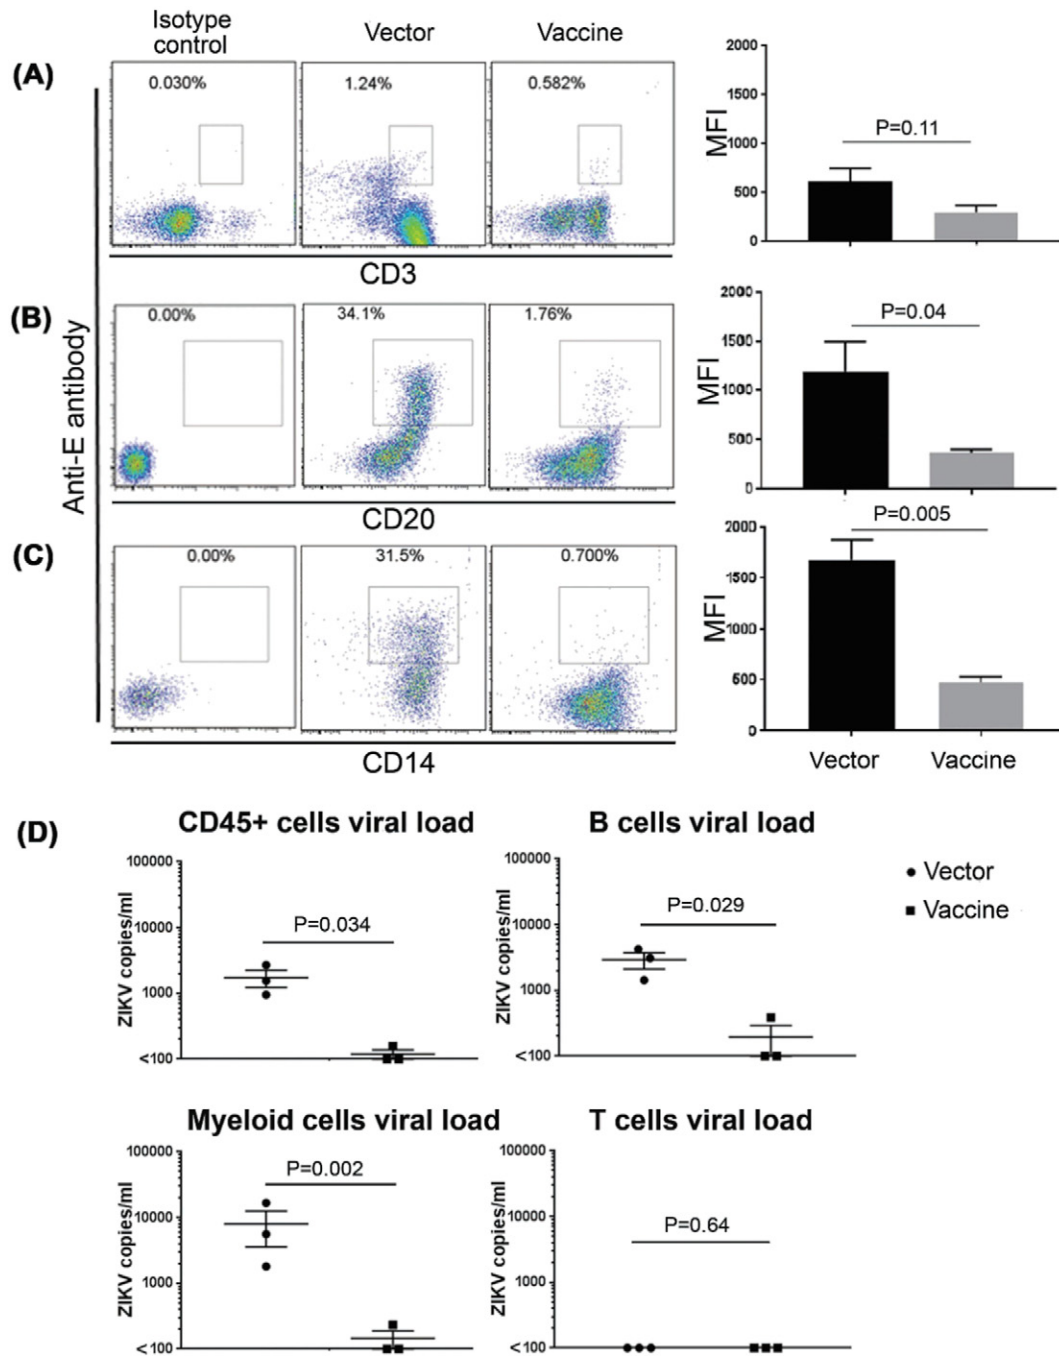 Isotype control
Vector
Vaccine
(A)
0.030%
1.24%
0.582%
CD3
MFI
2000
1500
1000
500
0
P=0.11
(B)
0.00%
34.1%
1.76%
CD20
Anti-E antibody
MFI
2000
1500
1000
500
0
P=0.04
(C)
0.00%
31.5%
0.700%
CD14
MFI
2000
1500
1000
500
0
P=0.005
Vector
Vaccine
(D)
CD45+ cells viral load
ZIKV copies/ml
100000
10000
1000
<100
P=0.034
B cells viral load
ZIKV copies/ml
100000
10000
1000
<100
P=0.029
Vector
Vaccine
Myeloid cells viral load
ZIKV copies/ml
100000
10000
1000
<100
P=0.002
T cells viral load
ZIKV copies/ml
100000
10000
1000
<100
P=0.64